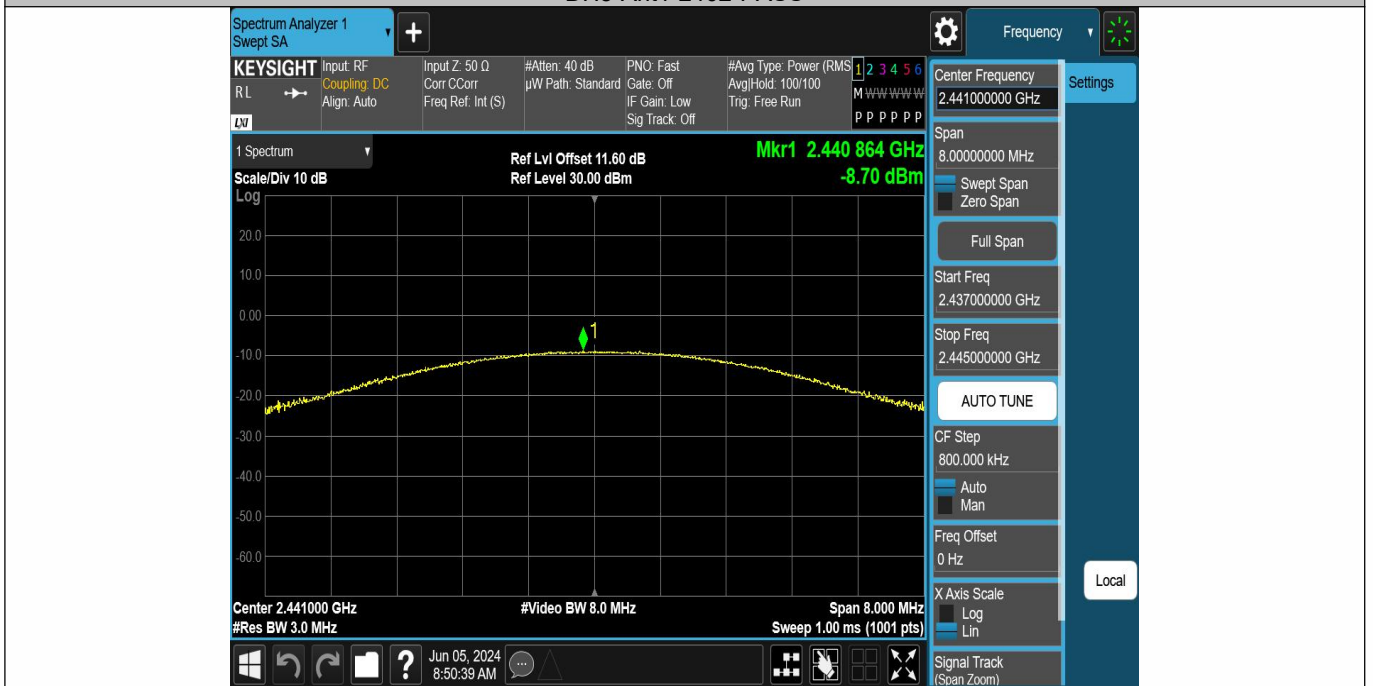 Spectrum Analyzer 1
Swept SA
+
Frequency
KEYSIGHT
RL
LXI
Input: RF
Coupling: DC
Align: Auto
Input Z: 50 Ω
Corr CCorr
Freq Ref: Int (S)
#Atten: 40 dB
µW Path: Standard
PNO: Fast
Gate: Off
IF Gain: Low
Sig Track: Off
#Avg Type: Power (RMS
Avg|Hold: 100/100
Trig: Free Run
1 2 3 4 5 6
M W W W W W
P P P P P P
1 Spectrum
Scale/Div 10 dB
Ref Lvl Offset 11.60 dB
Ref Level 30.00 dBm
Mkr1 2.440 864 GHz
-8.70 dBm
Log
20.0
10.0
0.00
-10.0
-20.0
-30.0
-40.0
-50.0
-60.0
1
Center 2.441000 GHz
#Res BW 3.0 MHz
#Video BW 8.0 MHz
Span 8.000 MHz
Sweep 1.00 ms (1001 pts)
Center Frequency
2.441000000 GHz
Settings
Span
8.00000000 MHz
Swept Span
Zero Span
Full Span
Start Freq
2.437000000 GHz
Stop Freq
2.445000000 GHz
AUTO TUNE
CF Step
800.000 kHz
Auto
Man
Freq Offset
0 Hz
X Axis Scale
Log
Lin
Signal Track
(Span Zoom)
Local
?
Jun 05, 2024
8:50:39 AM